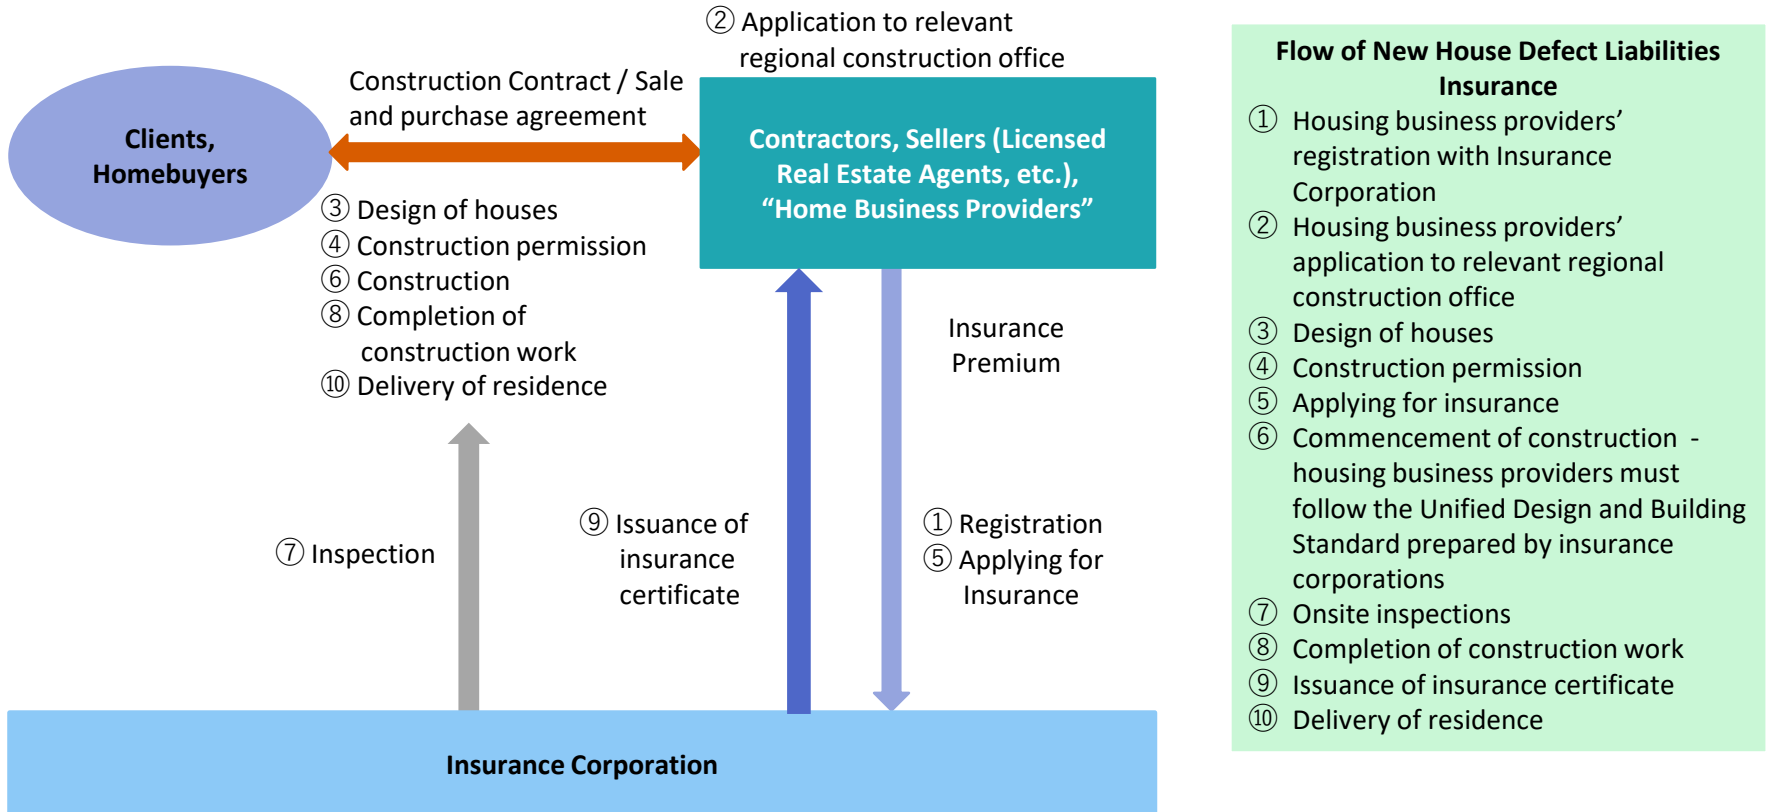 ② Application to relevant
regional construction office
Construction Contract / Sale
and purchase agreement
Clients,
Homebuyers
Contractors, Sellers (Licensed
Real Estate Agents, etc.),
“Home Business Providers”
③ Design of houses
④ Construction permission
⑥ Construction
⑧ Completion of
construction work
⑩ Delivery of residence
Insurance
Premium
⑦ Inspection
⑨ Issuance of
insurance
certificate
① Registration
⑤ Applying for
Insurance
Insurance Corporation
Flow of New House Defect Liabilities
Insurance
① Housing business providers’
registration with Insurance
Corporation
② Housing business providers’
application to relevant regional
construction office
③ Design of houses
④ Construction permission
⑤ Applying for insurance
⑥ Commencement of construction -
housing business providers must
follow the Unified Design and Building
Standard prepared by insurance
corporations
⑦ Onsite inspections
⑧ Completion of construction work
⑨ Issuance of insurance certificate
⑩ Delivery of residence